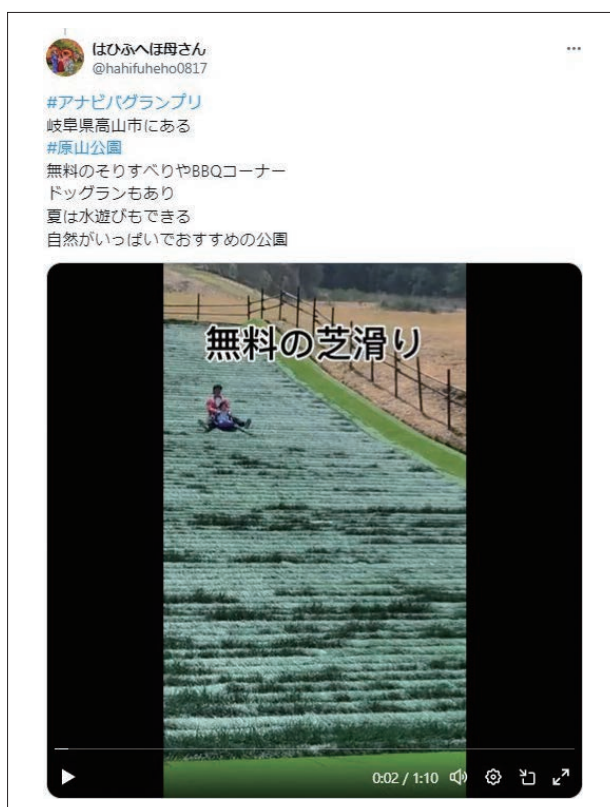 はひふへほ母さん
@hahifuheho0817
#アナビバグランプリ
岐阜県高山市にある
#原山公園
無料のそりすべりやBBQコーナー
ドッグランもあり
夏は水遊びもできる
自然がいっぱいでおすすめの公園
無料の芝滑り
0:02 / 1:10